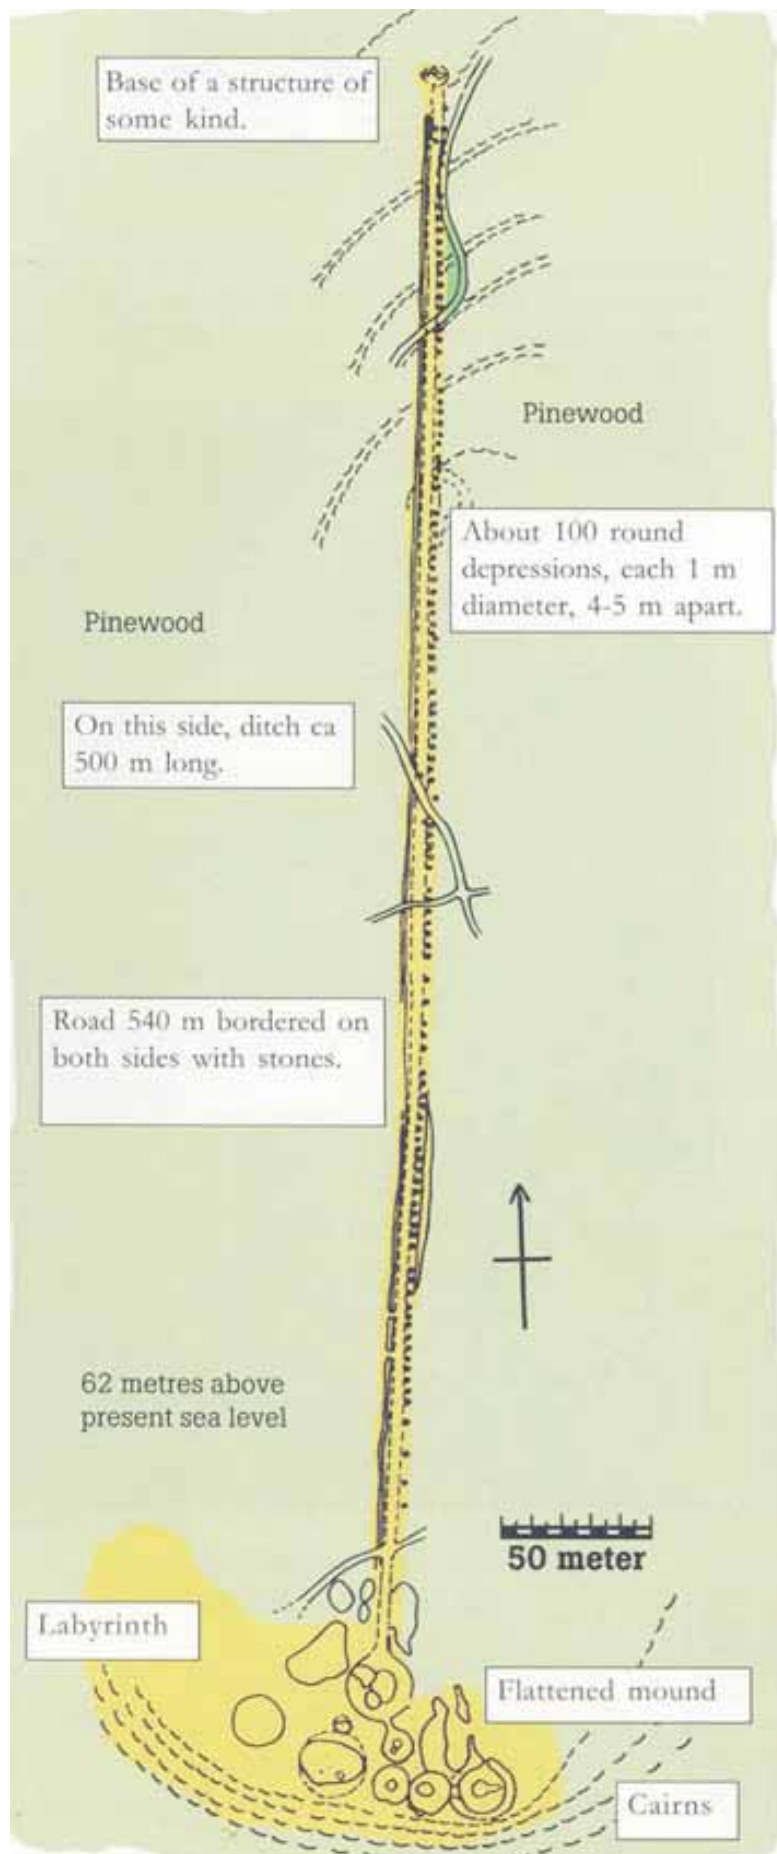 Base of a structure of
some kind.
Pinewood
About 100 round
depressions, each 1 m
diameter, 4-5 m apart.
Pinewood
On this side, ditch ca
500 m long.
Road 540 m bordered on
both sides with stones.
62 metres above
present sea level
50 meter
Labyrinth
Flattened mound
Cairns